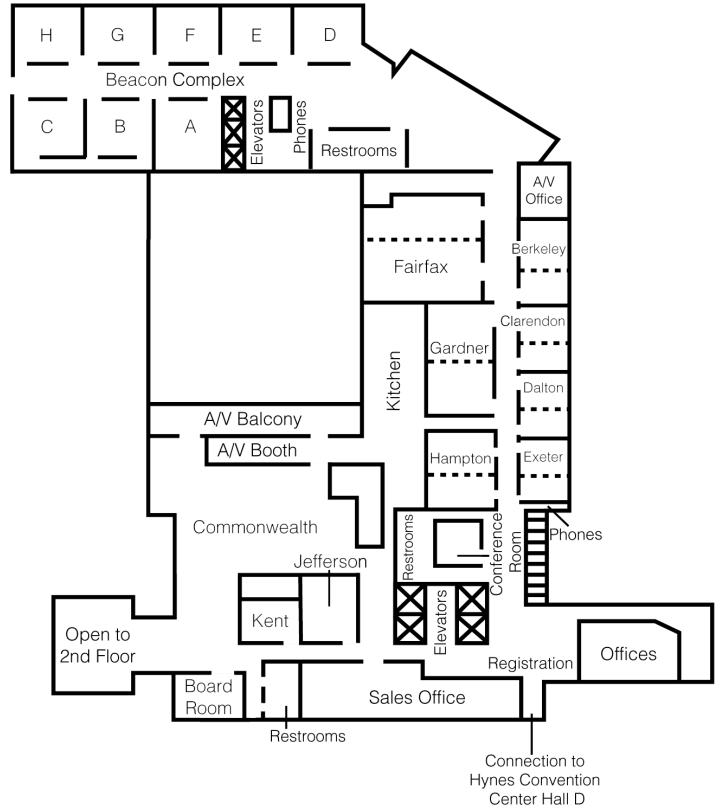 H G F E D
Beacon Complex
C B A
Elevators
Phones
Restrooms
A/V
Office
Berkeley
Fairfax
Clarendon
Gardner
Kitchen
Dalton
A/V Balcony
A/V Booth
Hampton
Exeter
Commonwealth
Restrooms
Conference
Room
Phones
Jefferson
Kent
Elevators
Open to
2nd Floor
Registration
Offices
Board
Room
Sales Office
Restrooms
Connection to
Hynes Convention
Center Hall D